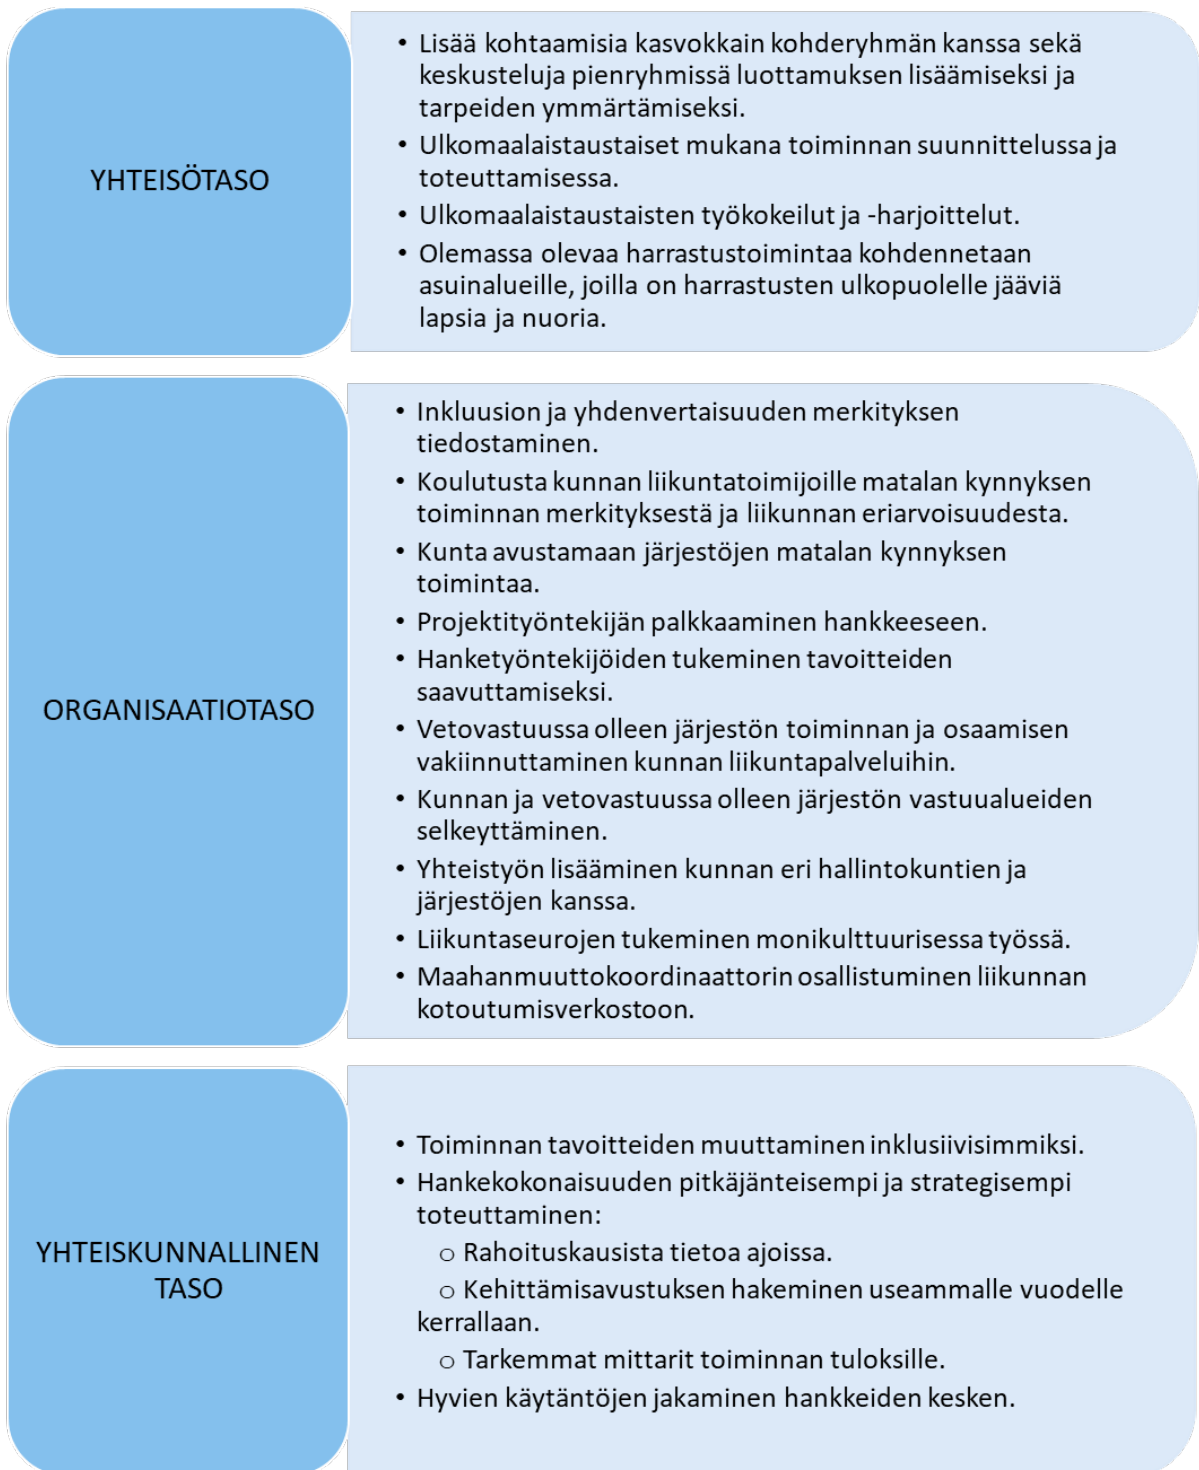 YHTEISÖTASO
• Lisää kohtaamisia kasvokkain kohderyhmän kanssa sekä
keskusteluja pienryhmissä luottamuksen lisäämiseksi ja
tarpeiden ymmärtämiseksi.
• Ulkomaalaistaustaiset mukana toiminnan suunnittelussa ja
toteuttamisessa.
• Ulkomaalaistaustaisten työkokeilut ja -harjoittelut.
• Olemassa olevaa harrastustoimintaa kohdennetaan
asuinalueille, joilla on harrastusten ulkopuolelle jääviä
lapsia ja nuoria.
ORGANISAATIOTASO
• Inkluusion ja yhdenvertaisuuden merkityksen
tiedostaminen.
• Koulutusta kunnan liikuntatoimijoille matalan kynnyksen
toiminnan merkityksestä ja liikunnan eriarvoisuudesta.
• Kunta avustamaan järjestöjen matalan kynnyksen
toimintaa.
• Projektityöntekijän palkkaaminen hankkeeseen.
• Hanketyöntekijöiden tukeminen tavoitteiden
saavuttamiseksi.
• Vetovastuussa olleen järjestön toiminnan ja osaamisen
vakiinnuttaminen kunnan liikuntapalveluihin.
• Kunnan ja vetovastuussa olleen järjestön vastuualueiden
selkeyttäminen.
• Yhteistyön lisääminen kunnan eri hallintokuntien ja
järjestöjen kanssa.
• Liikuntaseurojen tukeminen monikulttuurisessa työssä.
• Maahanmuuttokoordinaattorin osallistuminen liikunnan
kotoutumisverkostoon.
YHTEISKUNNALLINEN
TASO
• Toiminnan tavoitteiden muuttaminen inklusiivisimmiksi.
• Hankekokonaisuuden pitkäjänteisempi ja strategisempi
toteuttaminen:
o Rahoituskausista tietoa ajoissa.
o Kehittämisavustuksen hakeminen useammalle vuodelle
kerrallaan.
o Tarkemmat mittarit toiminnan tuloksille.
• Hyvien käytäntöjen jakaminen hankkeiden kesken.